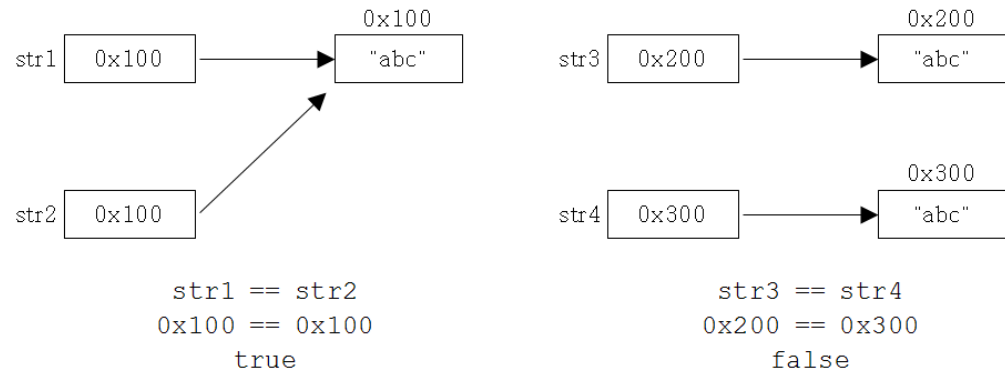 0x100
str1 0x100 "abc"
str2 0x100
str1 == str2
0x100 == 0x100
true
0x200
str3 0x200 "abc"
0x300
str4 0x300 "abc"
str3 == str4
0x200 == 0x300
false